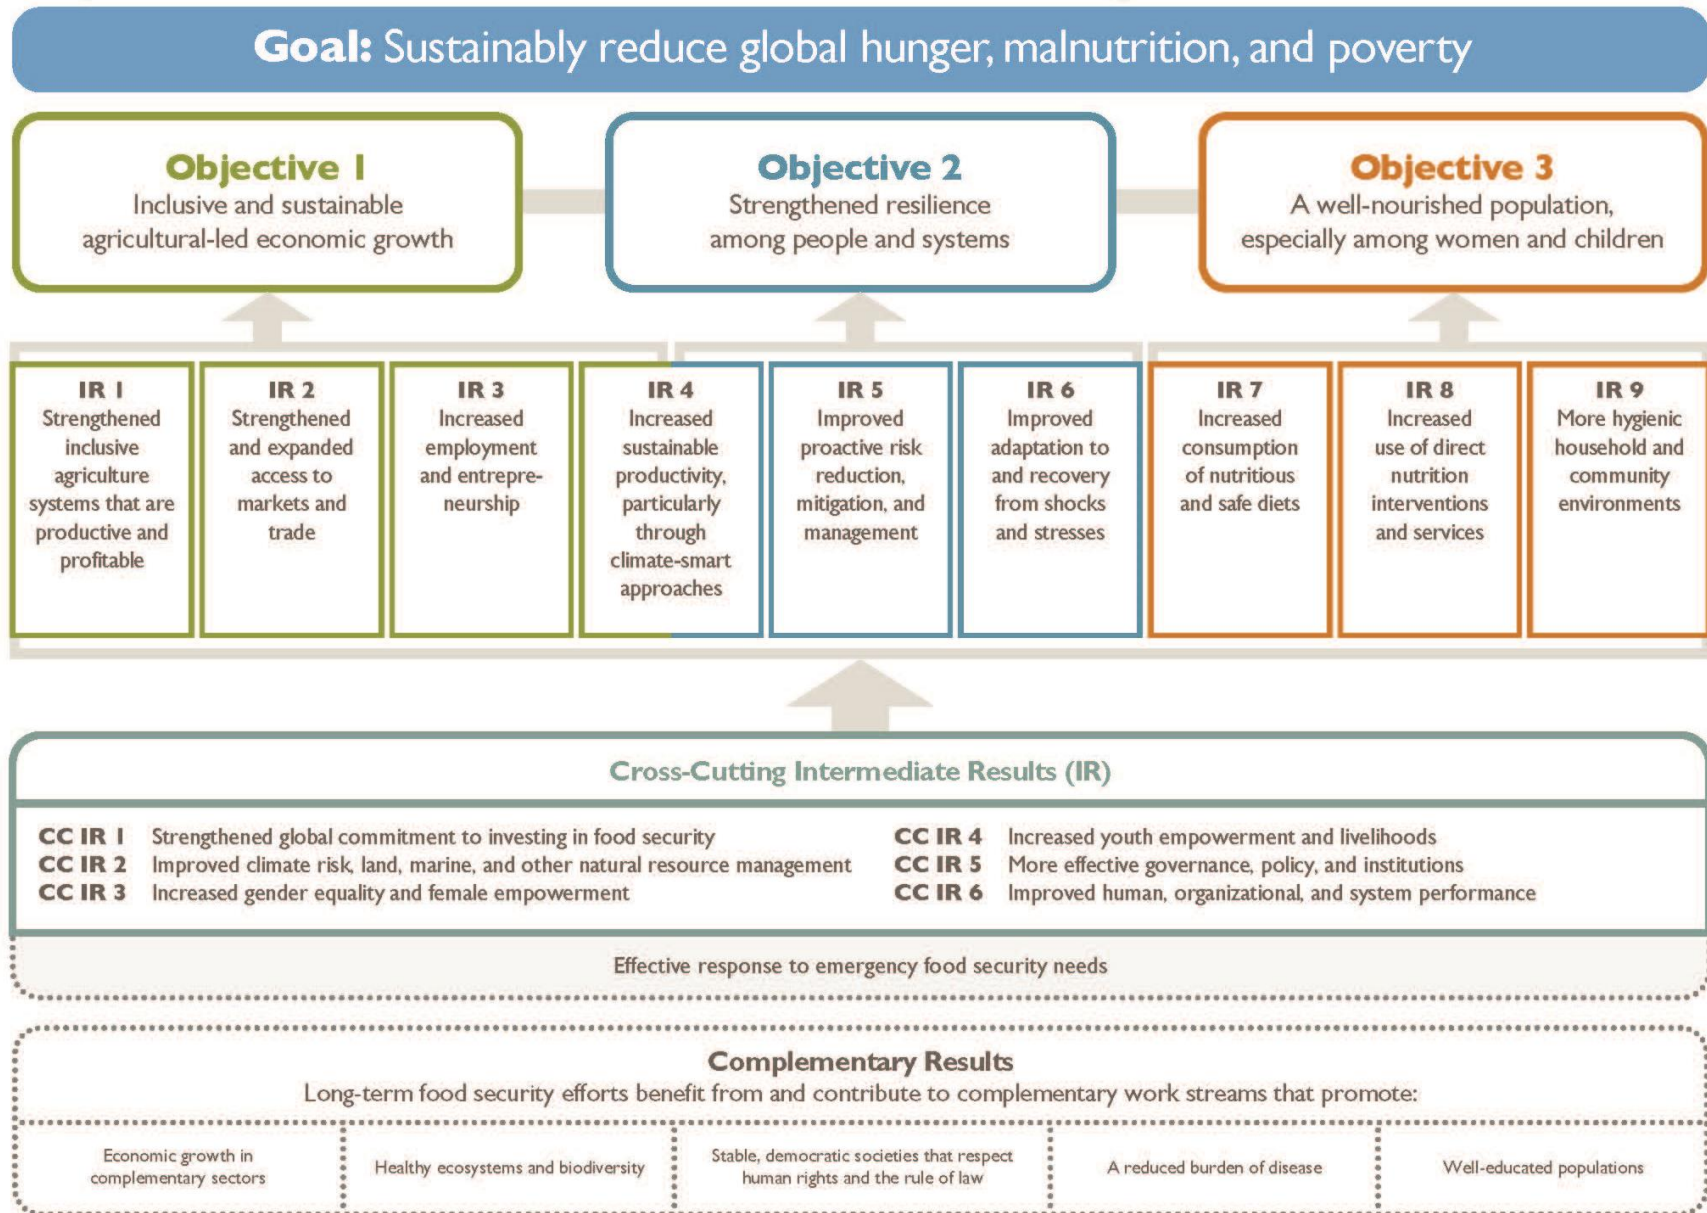 Goal: Sustainably reduce global hunger, malnutrition, and poverty
Objective 1
Inclusive and sustainable
agricultural-led economic growth
Objective 2
Strengthened resilience
among people and systems
Objective 3
A well-nourished population,
especially among women and children
IR 1
Strengthened
inclusive
agriculture
systems that are
productive and
profitable
IR 2
Strengthened
and expanded
access to
markets and
trade
IR 3
Increased
employment
and entrepre-
neurship
IR 4
Increased
sustainable
productivity,
particularly
through
climate-smart
approaches
IR 5
Improved
proactive risk
reduction,
mitigation, and
management
IR 6
Improved
adaptation to
and recovery
from shocks
and stresses
IR 7
Increased
consumption
of nutritious
and safe diets
IR 8
Increased
use of direct
nutrition
interventions
and services
IR 9
More hygienic
household and
community
environments
Cross-Cutting Intermediate Results (IR)
CC IR 1 Strengthened global commitment to investing in food security
CC IR 2 Improved climate risk, land, marine, and other natural resource management
CC IR 3 Increased gender equality and female empowerment
CC IR 4 Increased youth empowerment and livelihoods
CC IR 5 More effective governance, policy, and institutions
CC IR 6 Improved human, organizational, and system performance
Effective response to emergency food security needs
Complementary Results
Long-term food security efforts benefit from and contribute to complementary work streams that promote:
Economic growth in
complementary sectors
Healthy ecosystems and biodiversity
Stable, democratic societies that respect
human rights and the rule of law
A reduced burden of disease
Well-educated populations